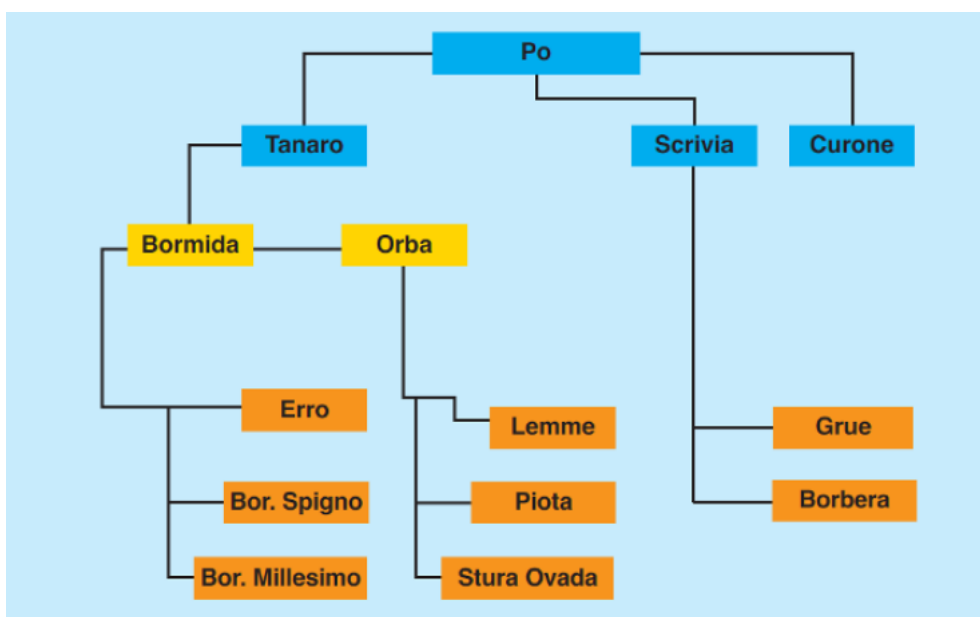 Po
Tanaro
Scrivia
Curone
Bormida
Orba
Erro
Lemme
Grue
Bor. Spigno
Piota
Borbera
Bor. Millesimo
Stura Ovada